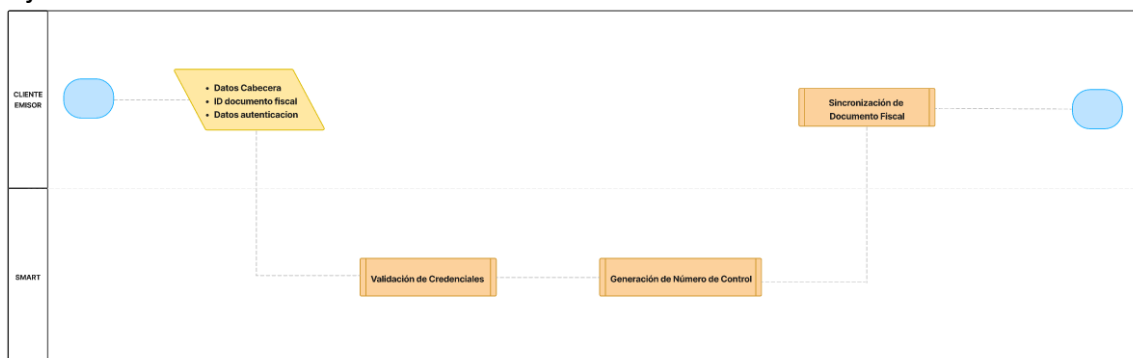 CLIENTE
EMISOR
• Datos Cabecera
• ID documento fiscal
• Datos autenticacion
Sincronización de
Documento Fiscal
SMART
Validación de Credenciales
Generación de Número de Control